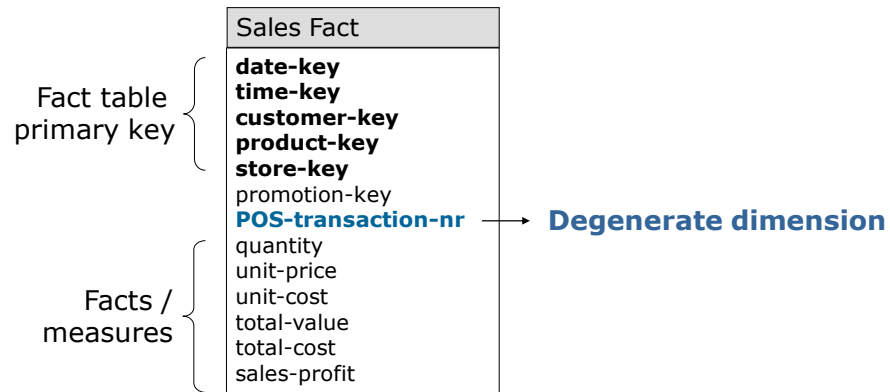 Sales Fact
Fact table
primary key
date-key
time-key
customer-key
product-key
store-key
promotion-key
POS-transaction-nr
Degenerate dimension
Facts /
measures
quantity
unit-price
unit-cost
total-value
total-cost
sales-profit